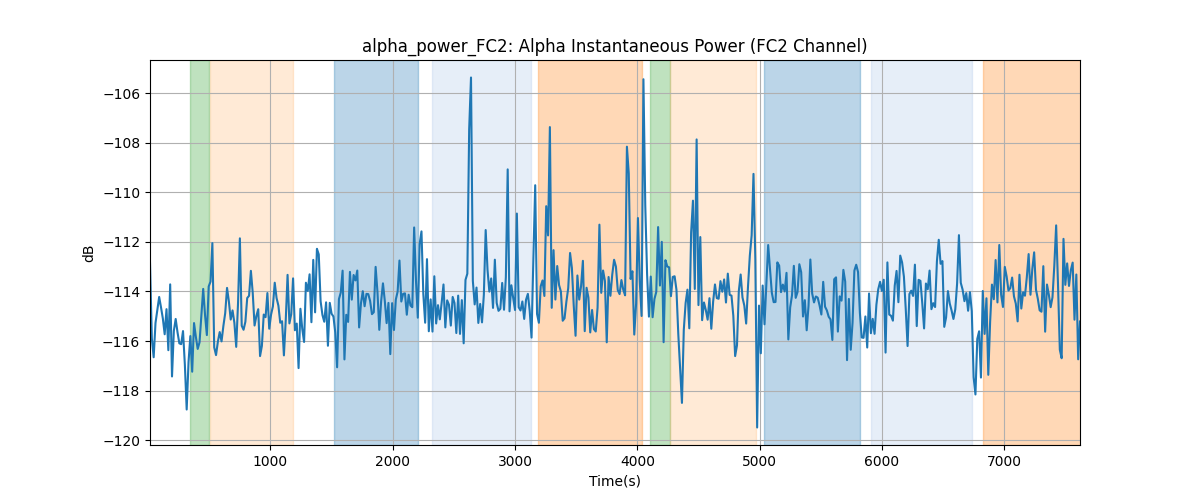 alpha_power_FC2: Alpha Instantaneous Power (FC2 Channel)
−106
−108
−110
−112
−114
−116
−118
−120
dB
1000 2000 3000 4000 5000 6000 7000
Time(s)